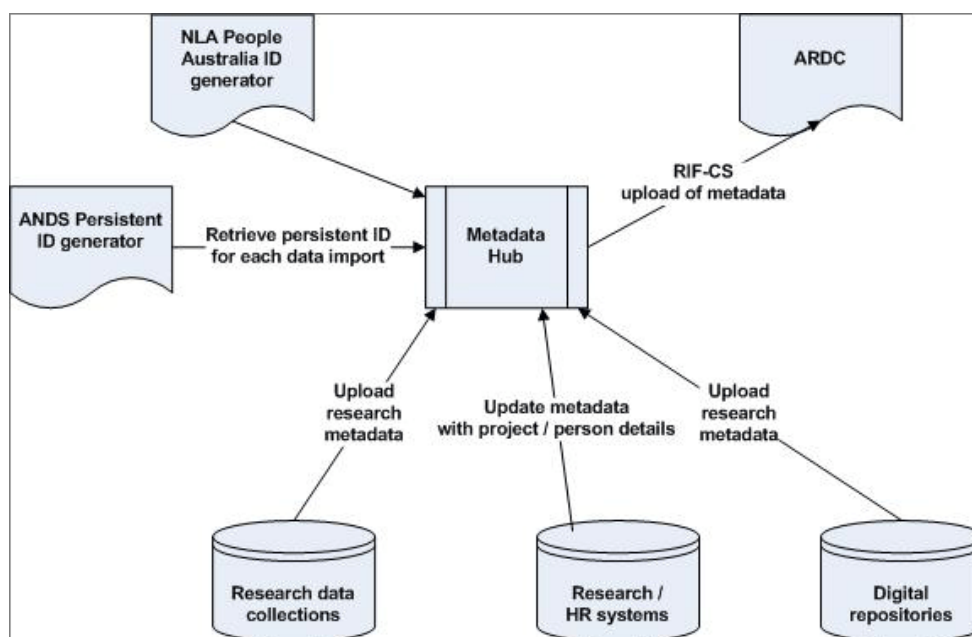 NLA People
Australia ID
generator
ARDC
RIF-CS
upload of metadata
ANDS Persistent
ID generator
Retrieve persistent ID
for each data import
Metadata
Hub
Upload
research
metadata
Update metadata
with project / person details
Upload
research
metadata
Research data
collections
Research /
HR systems
Digital
repositories